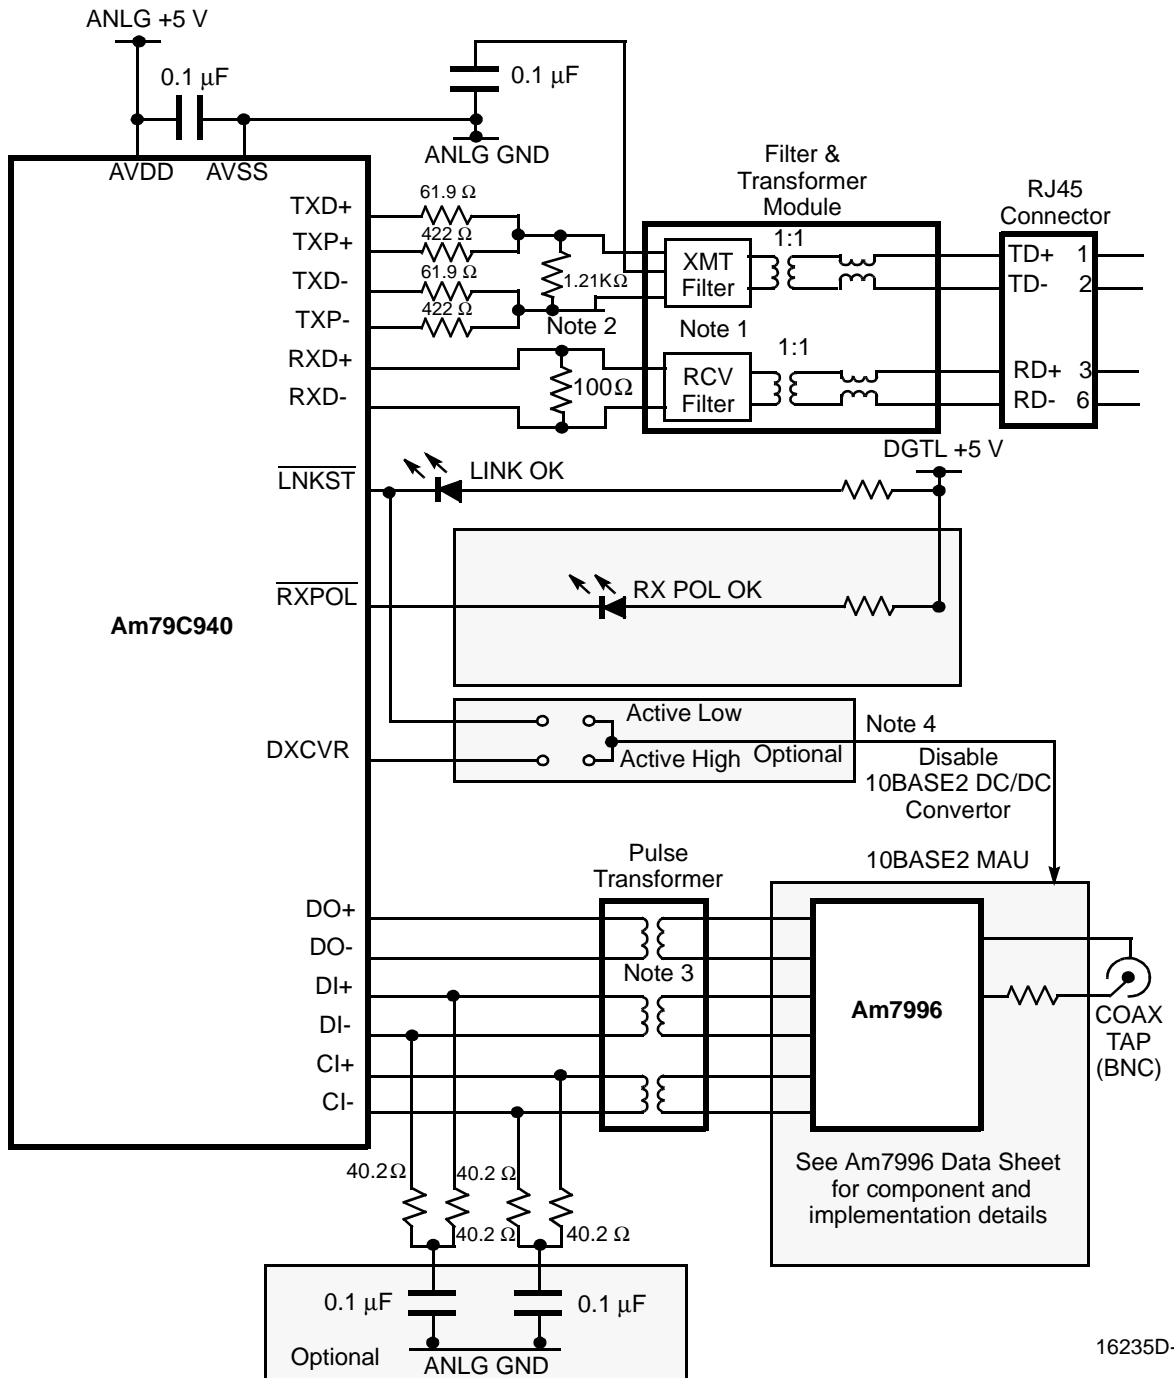 ANLG +5 V
0.1 μF
0.1 μF
ANLG GND
AVDD
AVSS
Filter &
Transformer
Module
RJ45
Connector
TXD+
61.9 Ω
TXP+
422 Ω
TXD-
61.9 Ω
TXP-
422 Ω
1.21KΩ
Note 2
XMT
Filter
1:1
TD+ 1
TD- 2
Note 1
RXD+
RXD-
100Ω
RCV
Filter
1:1
RD+ 3
RD- 6
DGTL +5 V
LNKST
LINK OK
RXPOL
RX POL OK
Am79C940
DXCVR
Active Low
Active High
Optional
Note 4
Disable
10BASE2 DC/DC
Convertor
10BASE2 MAU
Pulse
Transformer
DO+
DO-
DI+
DI-
CI+
CI-
Note 3
Am7996
COAX
TAP
(BNC)
See Am7996 Data Sheet
for component and
implementation details
40.2Ω
40.2 Ω
40.2 Ω
40.2 Ω
0.1 μF
0.1 μF
Optional
ANLG GND
16235D-